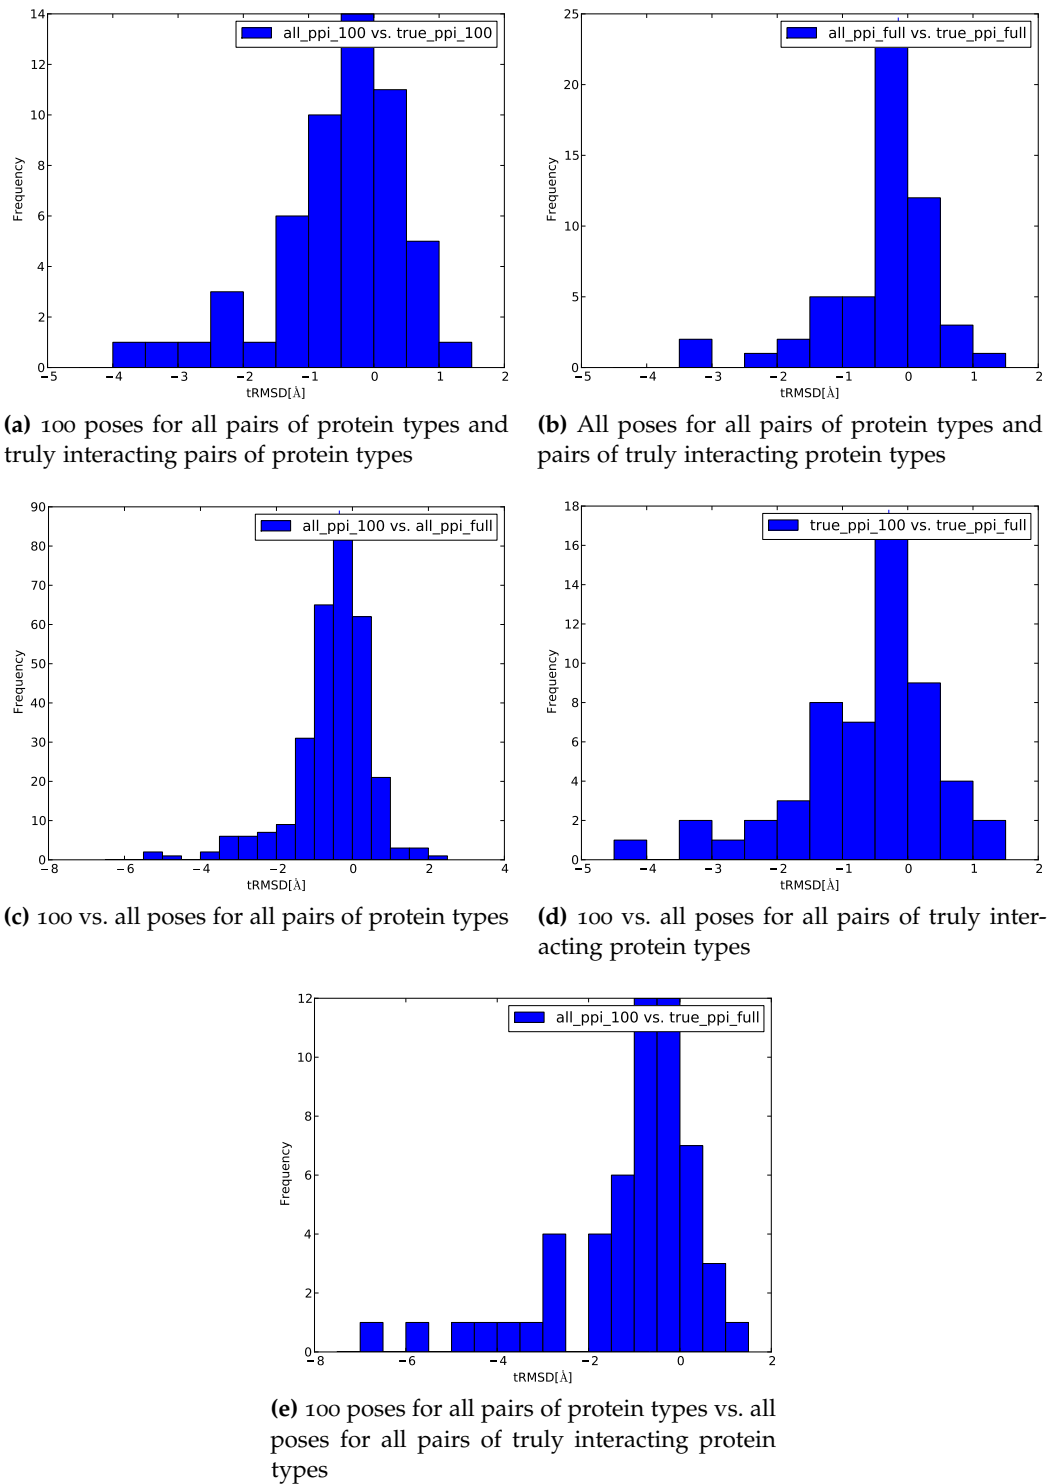 all_ppi_100 vs. true_ppi_100
14
12
10
8
6
4
2
0
Frequency
−5 −4 −3 −2 −1 0 1 2
tRMSD[Å]
(a) 100 poses for all pairs of protein types and
truly interacting pairs of protein types
all_ppi_full vs. true_ppi_full
25
20
15
10
5
0
Frequency
−5 −4 −3 −2 −1 0 1 2
tRMSD[Å]
(b) All poses for all pairs of protein types and
pairs of truly interacting protein types
all_ppi_100 vs. all_ppi_full
90
80
70
60
50
40
30
20
10
0
Frequency
−8 −6 −4 −2 0 2 4
tRMSD[Å]
(c) 100 vs. all poses for all pairs of protein types
true_ppi_100 vs. true_ppi_full
18
16
14
12
10
8
6
4
2
0
Frequency
−5 −4 −3 −2 −1 0 1 2
tRMSD[Å]
(d) 100 vs. all poses for all pairs of truly inter-
acting protein types
all_ppi_100 vs. true_ppi_full
12
10
8
6
4
2
0
Frequency
−8 −6 −4 −2 0 2
tRMSD[Å]
(e) 100 poses for all pairs of protein types vs. all
poses for all pairs of truly interacting protein
types